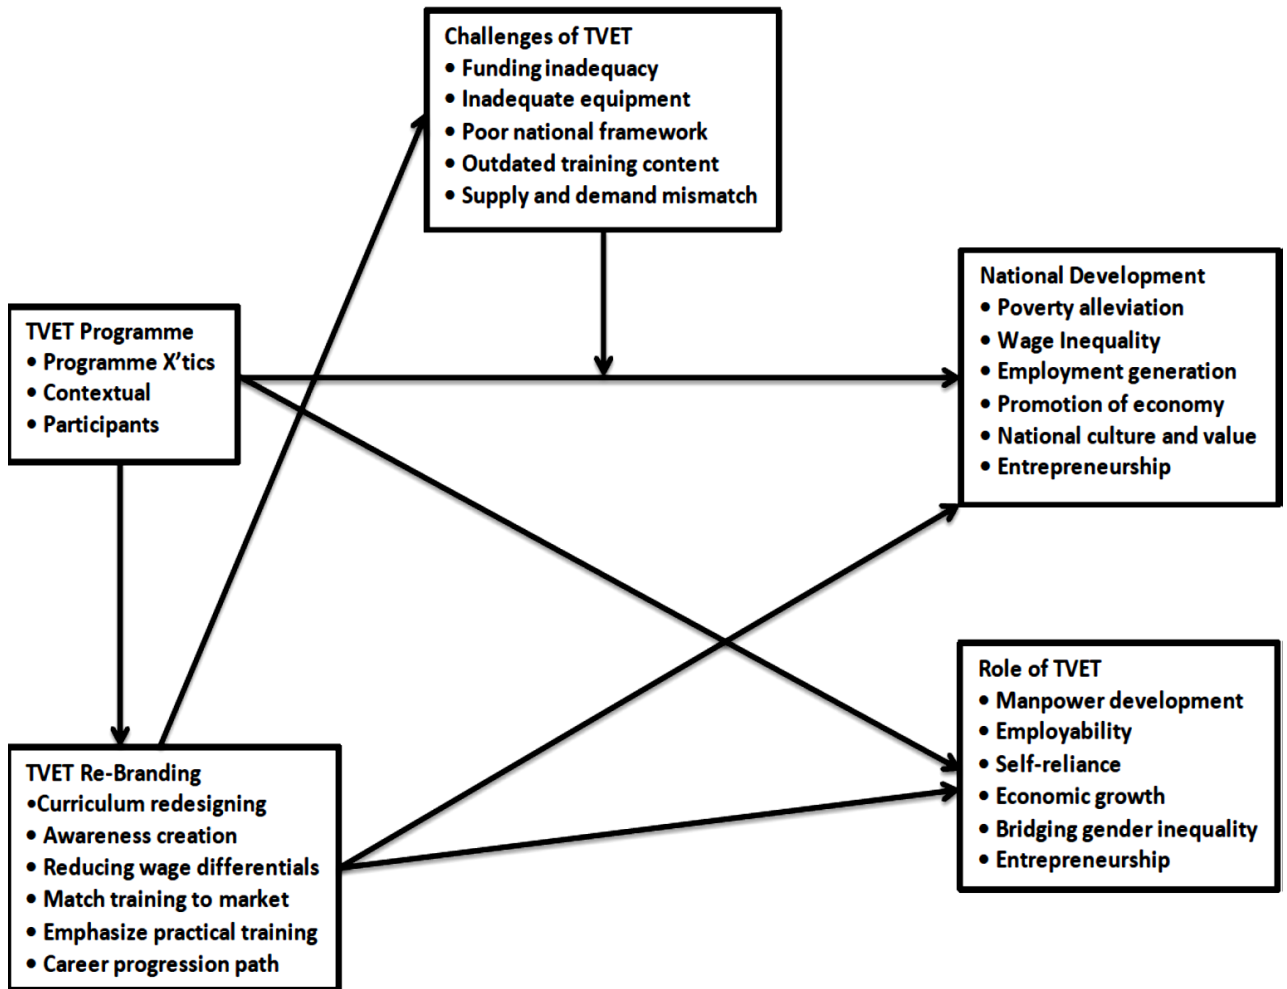 Challenges of TVET
• Funding inadequacy
• Inadequate equipment
• Poor national framework
• Outdated training content
• Supply and demand mismatch
National Development
• Poverty alleviation
• Wage Inequality
• Employment generation
• Promotion of economy
• National culture and value
• Entrepreneurship
TVET Programme
• Programme X’tics
• Contextual
• Participants
Role of TVET
• Manpower development
• Employability
• Self-reliance
• Economic growth
• Bridging gender inequality
• Entrepreneurship
TVET Re-Branding
•Curriculum redesigning
• Awareness creation
• Reducing wage differentials
• Match training to market
• Emphasize practical training
• Career progression path